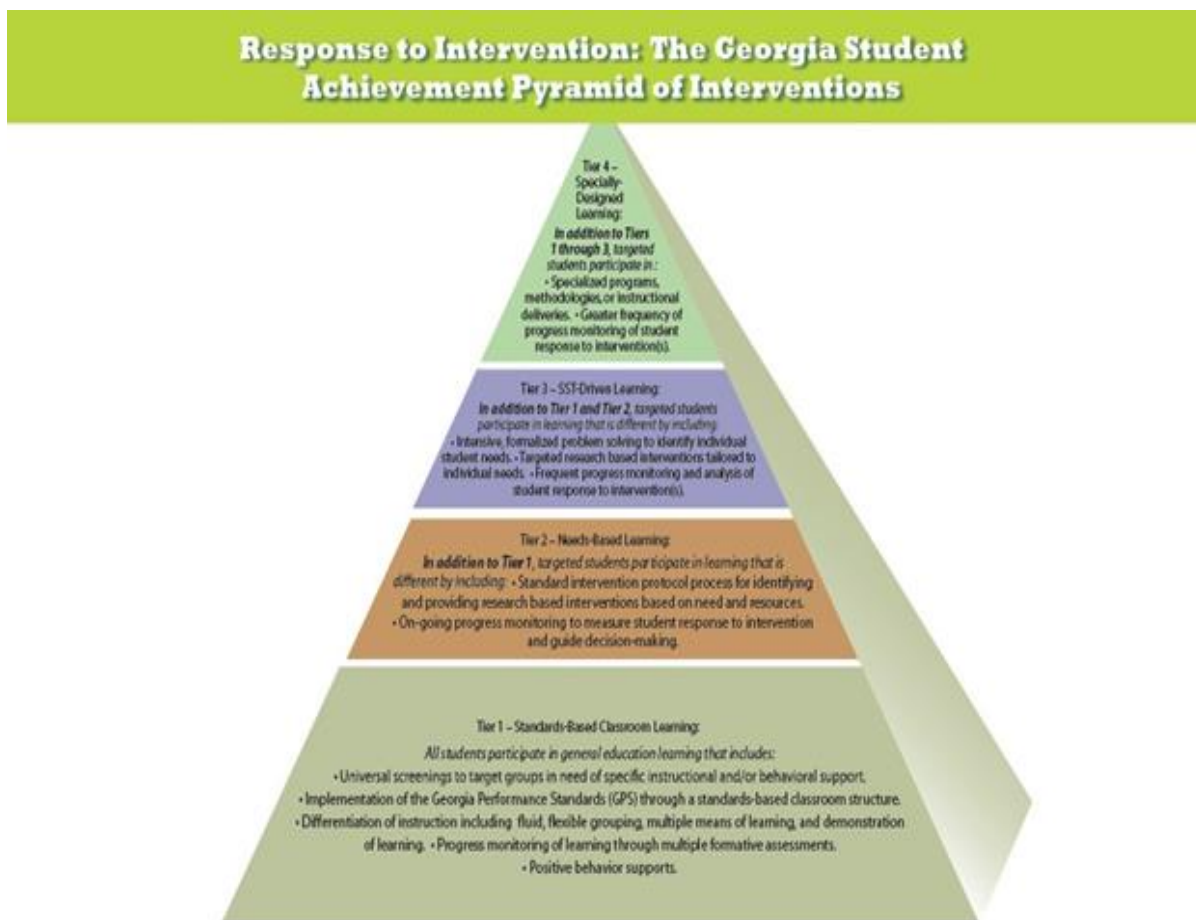 Response to Intervention: The Georgia Student
Achievement Pyramid of Interventions
Tier 4 –
Specially-
Designed
Learning:
In addition to Tiers
1 through 3, targeted
students participate in:
• Specialized programs,
methodologies, or instructional
deliveries. • Greater frequency of
progress monitoring of student
response to intervention(s).
Tier 3 – SST-Driven Learning:
In addition to Tier 1 and Tier 2, targeted students
participate in learning that is different by including:
• Intensive, formalized problem solving to identify individual
student needs. • Targeted research based interventions tailored to
individual needs. • Frequent progress monitoring and analysis of
student response to intervention(s).
Tier 2 – Needs-Based Learning:
In addition to Tier 1, targeted students participate in learning that is
different by including: • Standard intervention protocol process for identifying
and providing research based interventions based on need and resources.
• On-going progress monitoring to measure student response to intervention
and guide decision-making.
Tier 1 – Standards-Based Classroom Learning:
All students participate in general education learning that includes:
• Universal screenings to target groups in need of specific instructional and/or behavioral support.
• Implementation of the Georgia Performance Standards (GPS) through a standards-based classroom structure.
• Differentiation of instruction including fluid, flexible grouping, multiple means of learning, and demonstration
of learning. • Progress monitoring of learning through multiple formative assessments.
• Positive behavior supports.